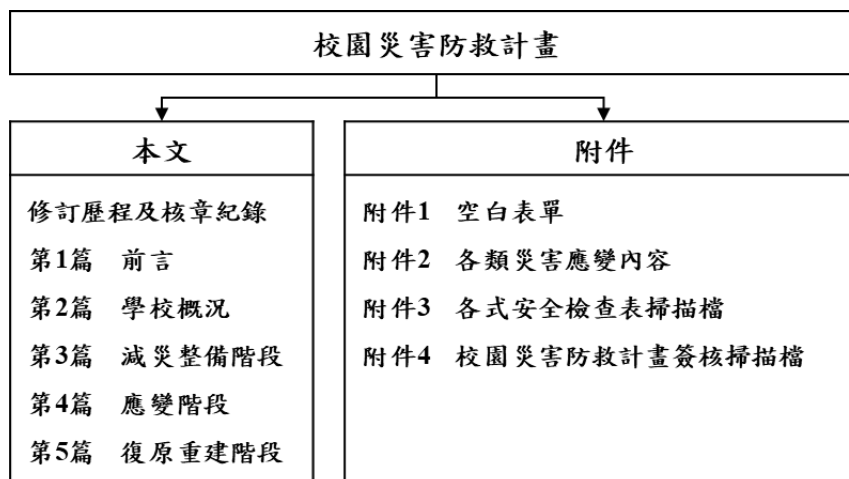 校園災害防救計畫
本文
修訂歷程及核章紀錄
第1篇 前言
第2篇 學校概況
第3篇 減災整備階段
第4篇 應變階段
第5篇 復原重建階段
附件
附件1 空白表單
附件2 各類災害應變內容
附件3 各式安全檢查表掃描檔
附件4 校園災害防救計畫簽核掃描檔